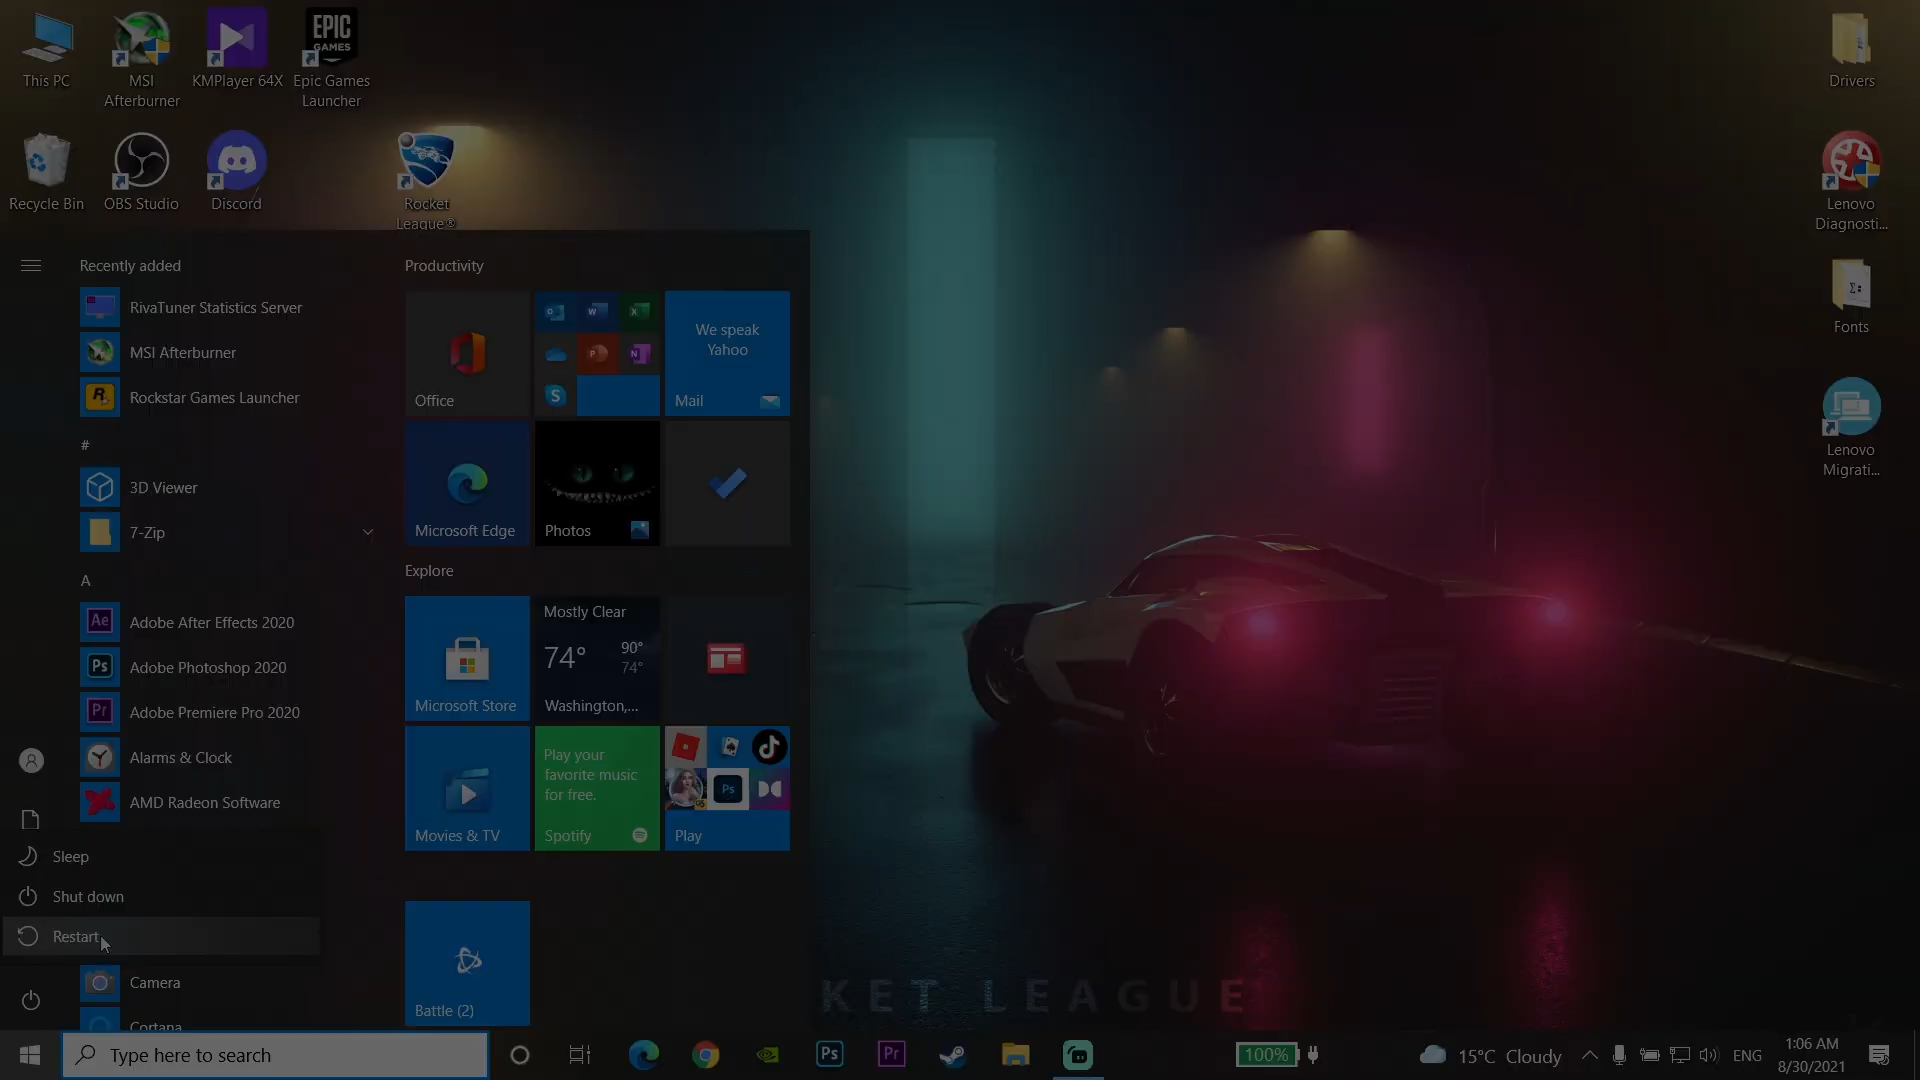 This PC
MSI
Afterburner
KMPlayer 64X
EPIC
GAMES
Epic Games
Launcher
Drivers
Recycle Bin
OBS Studio
Discord
Rocket
League®
Lenovo
Diagnosti...
Fonts
Lenovo
Migrati...
Recently added
RivaTuner Statistics Server
MSI Afterburner
Rockstar Games Launcher
#
3D Viewer
7-Zip
A
Adobe After Effects 2020
Adobe Photoshop 2020
Adobe Premiere Pro 2020
Alarms & Clock
AMD Radeon Software
Sleep
Shut down
Restart
Camera
Cortana
Productivity
Office
We speak
Yahoo
Mail
Microsoft Edge
Photos
Explore
Microsoft Store
Mostly Clear
74°
90°
74°
Washington,...
Movies & TV
Play your
favorite music
for free.
Spotify
Play
Battle (2)
KET LEAGUE
Type here to search
Ps
Pr
100%
15°C Cloudy
ENG
1:06 AM
8/30/2021